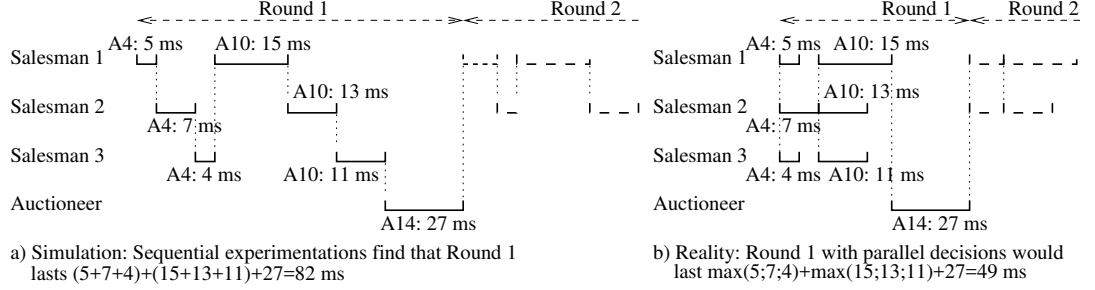 Round 1
Round 2
A4: 5 ms
A10: 15 ms
Salesman 1
A10: 13 ms
Salesman 2
A4: 7 ms
Salesman 3
A4: 4 ms
A10: 11 ms
Auctioneer
A14: 27 ms
a) Simulation: Sequential experimentations find that Round 1
lasts (5+7+4)+(15+13+11)+27=82 ms
Round 1
Round 2
A4: 5 ms
A10: 15 ms
Salesman 1
A10: 13 ms
Salesman 2
A4: 7 ms
Salesman 3
A4: 4 ms
A10: 11 ms
Auctioneer
A14: 27 ms
b) Reality: Round 1 with parallel decisions would
last max(5;7;4)+max(15;13;11)+27=49 ms